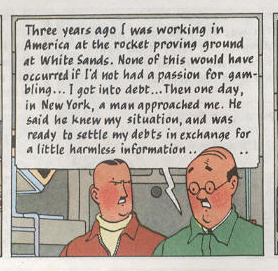 Three years ago I was working in
America at the rocket proving ground
at White Sands. None of this would have
occurred if I'd not had a passion for gam-
bling... I got into debt...Then one day,
in New York, a man approached me. He
said he knew my situation, and was
ready to settle my debts in exchange for
a little harmless information .. ..